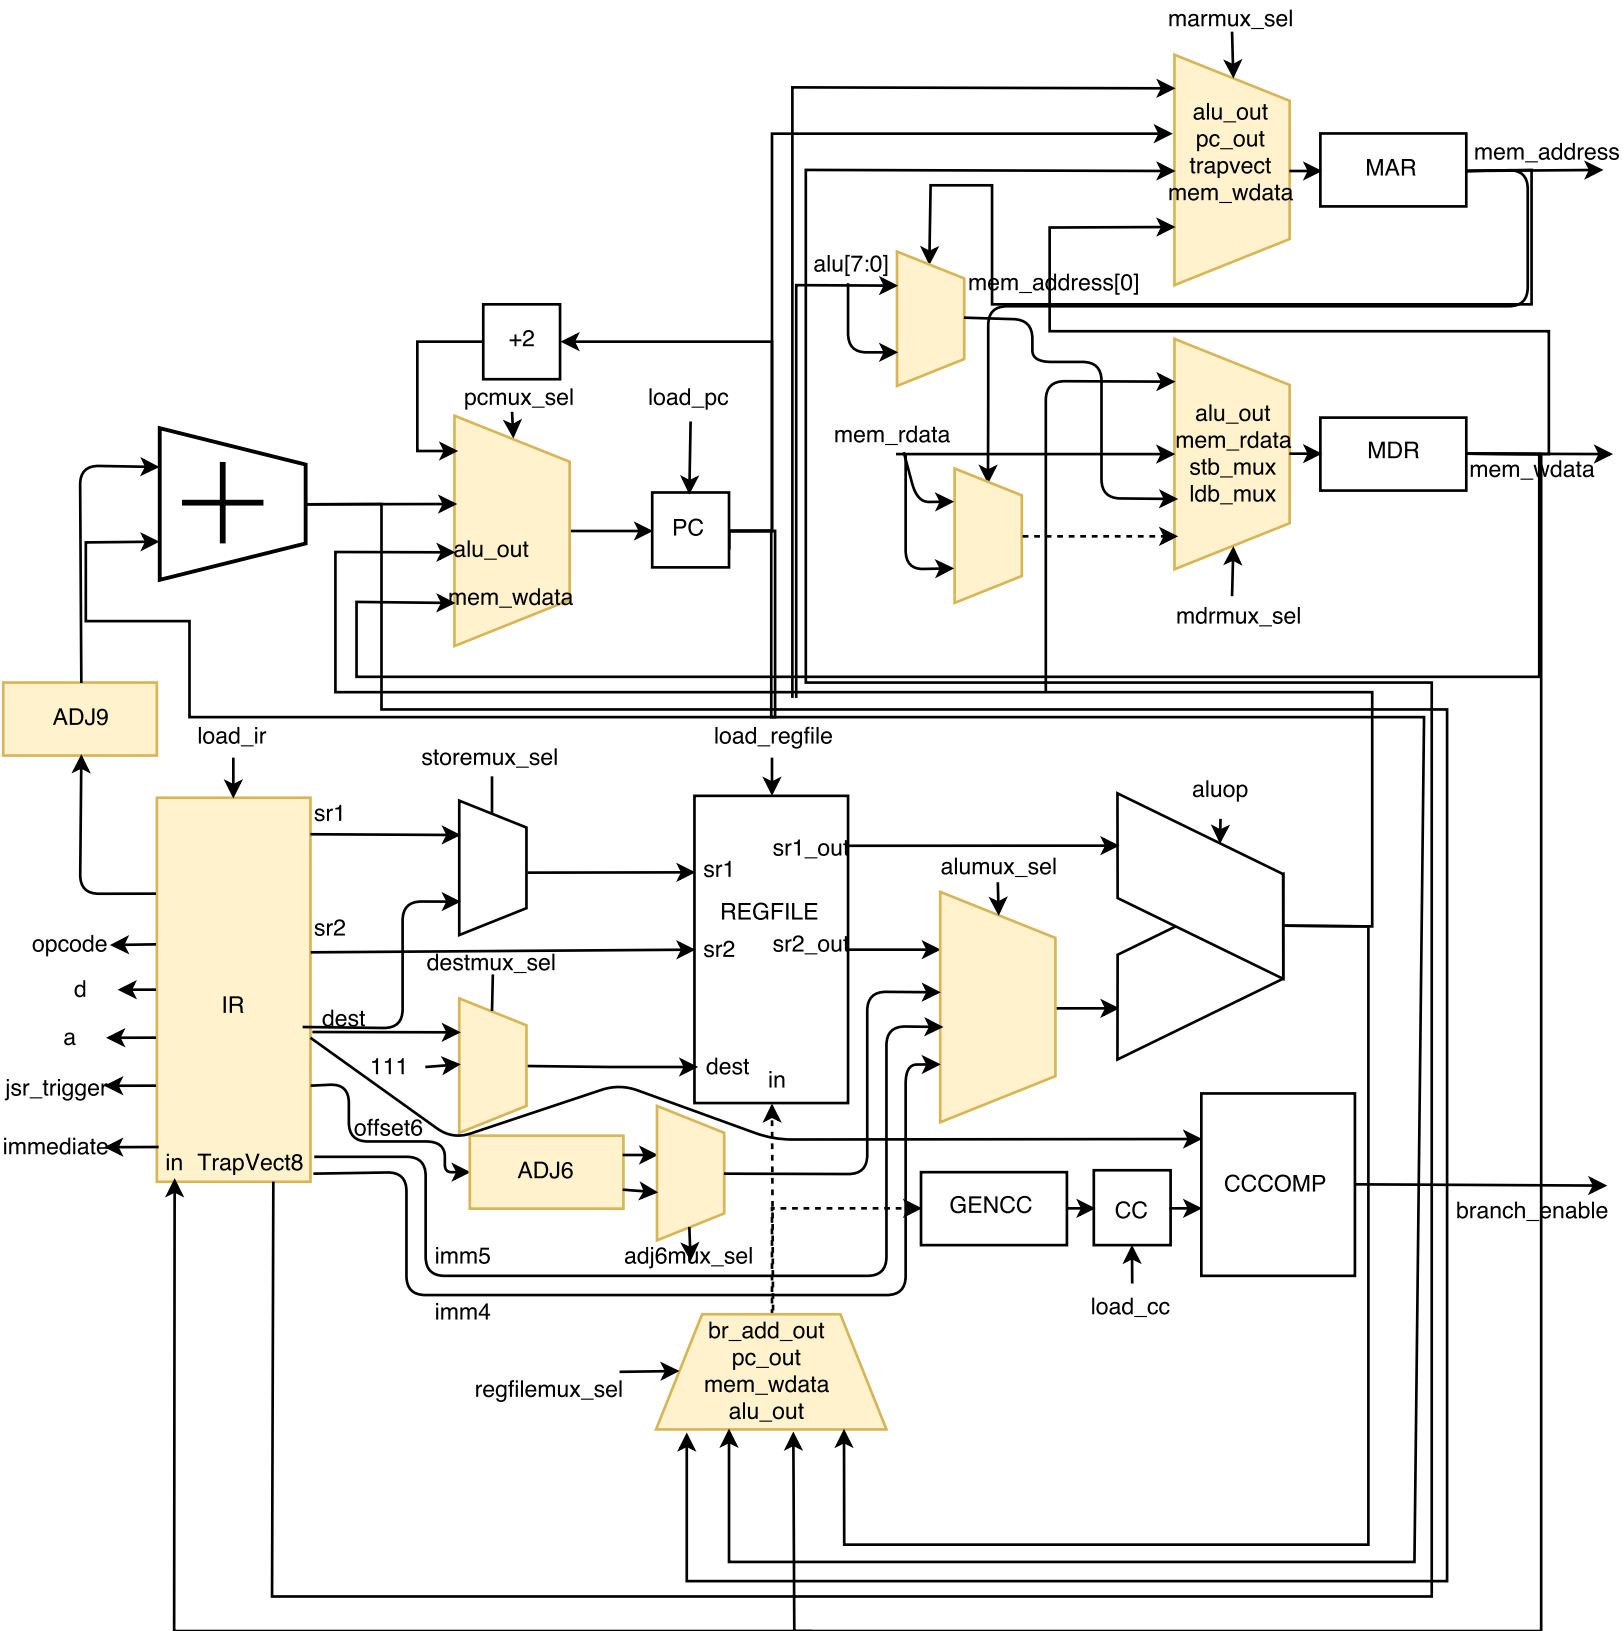 marmux_sel
alu_out
pc_out
trapvect
mem_wdata
MAR
mem_address
alu[7:0]
mem_address[0]
+2
pcmux_sel
load_pc
mem_rdata
alu_out
mem_rdata
stb_mux
ldb_mux
MDR
mem_wdata
PC
alu_out
mem_wdata
mdrmux_sel
ADJ9
load_ir
load_regfile
storemux_sel
aluop
sr1
sr1_out
alumux_sel
sr1
REGFILE
sr2
opcode
sr2
sr2_out
destmux_sel
d
IR
dest
a
111
dest
in
jsr_trigger
offset6
immediate
in
TrapVect8
ADJ6
CCCOMP
GENCC
CC
branch_enable
imm5
adj6mux_sel
imm4
load_cc
br_add_out
pc_out
mem_wdata
alu_out
regfilemux_sel